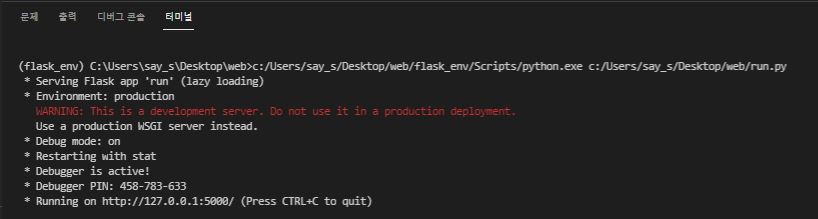 문제 출력 디버그 콘솔 터미널
(flask_env) C:\Users\say_s\Desktop\web>c:/Users/say_s/Desktop/web/flask_env/Scripts/python.exe c:/Users/say_s/Desktop/web/run.py
* Serving Flask app 'run' (lazy loading)
* Environment: production
WARNING: This is a development server. Do not use it in a production deployment.
Use a production WSGI server instead.
* Debug mode: on
* Restarting with stat
* Debugger is active!
* Debugger PIN: 458-783-633
* Running on http://127.0.0.1:5000/ (Press CTRL+C to quit)